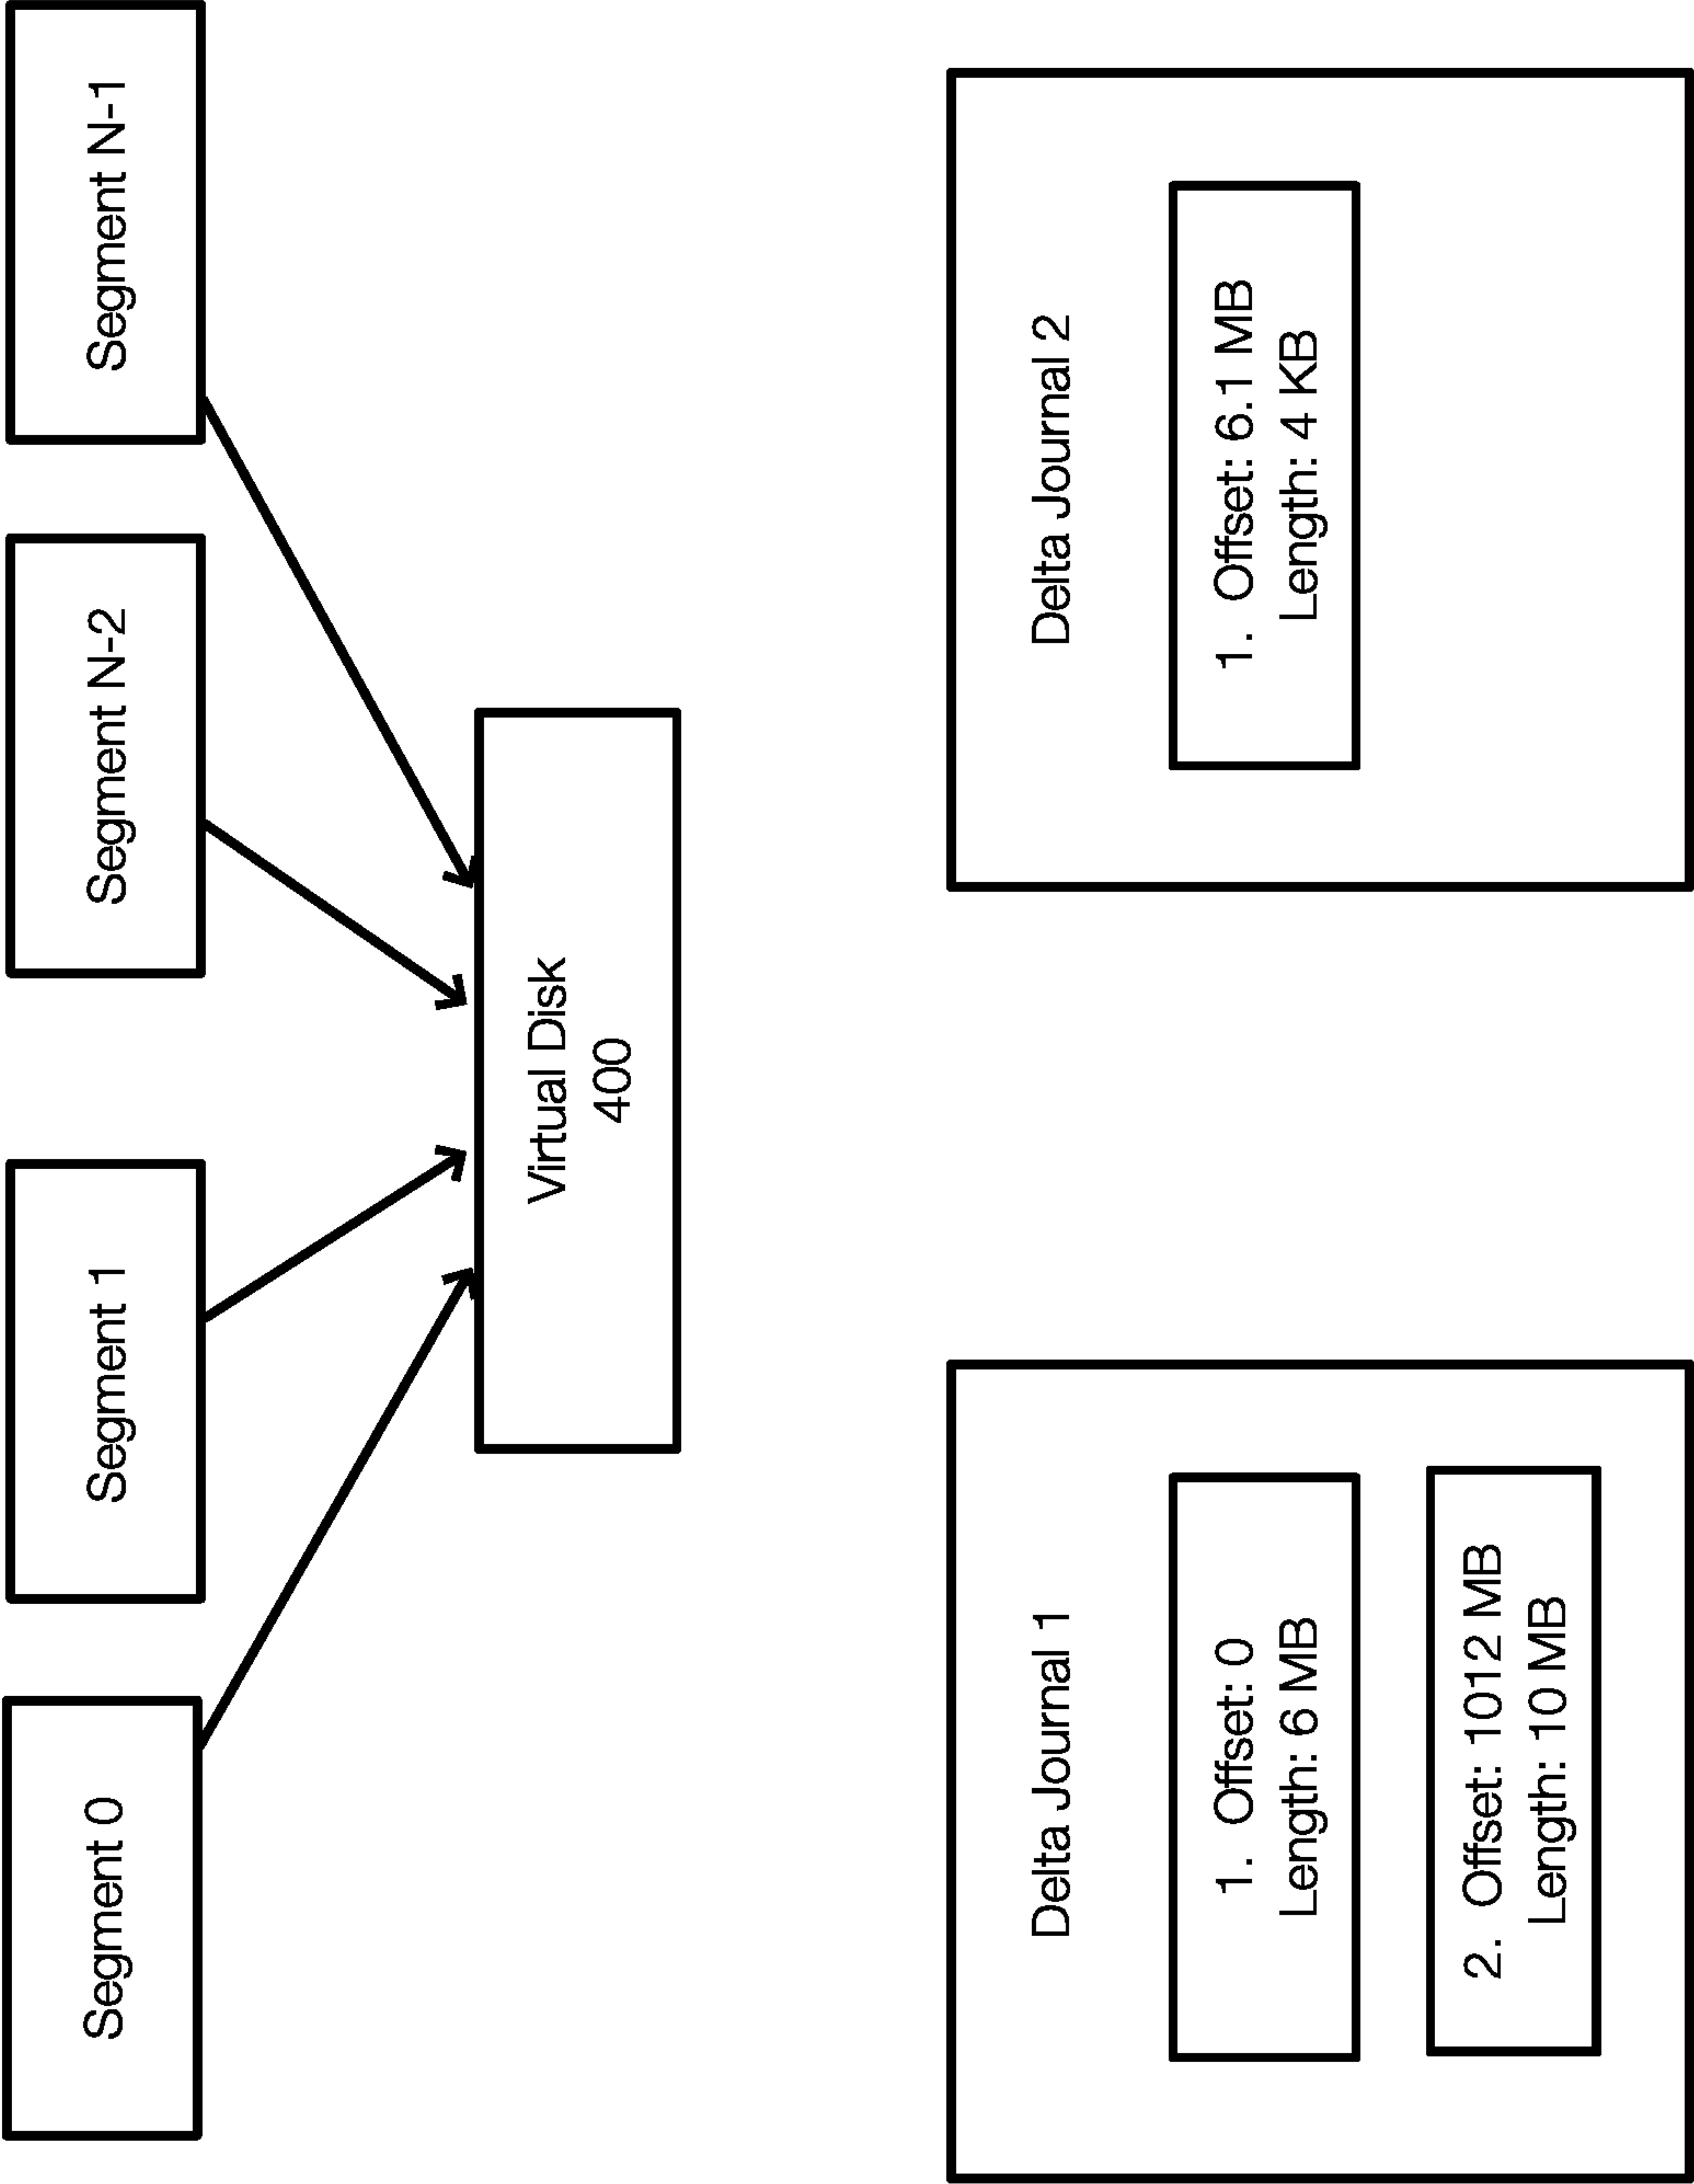 Segment 0
Segment 1
Segment N-2
Segment N-1
Virtual Disk
400
Delta Journal 1
1. Offset: 0
Length: 6 MB
2. Offset: 1012 MB
Length: 10 MB
Delta Journal 2
1. Offset: 6.1 MB
Length: 4 KB